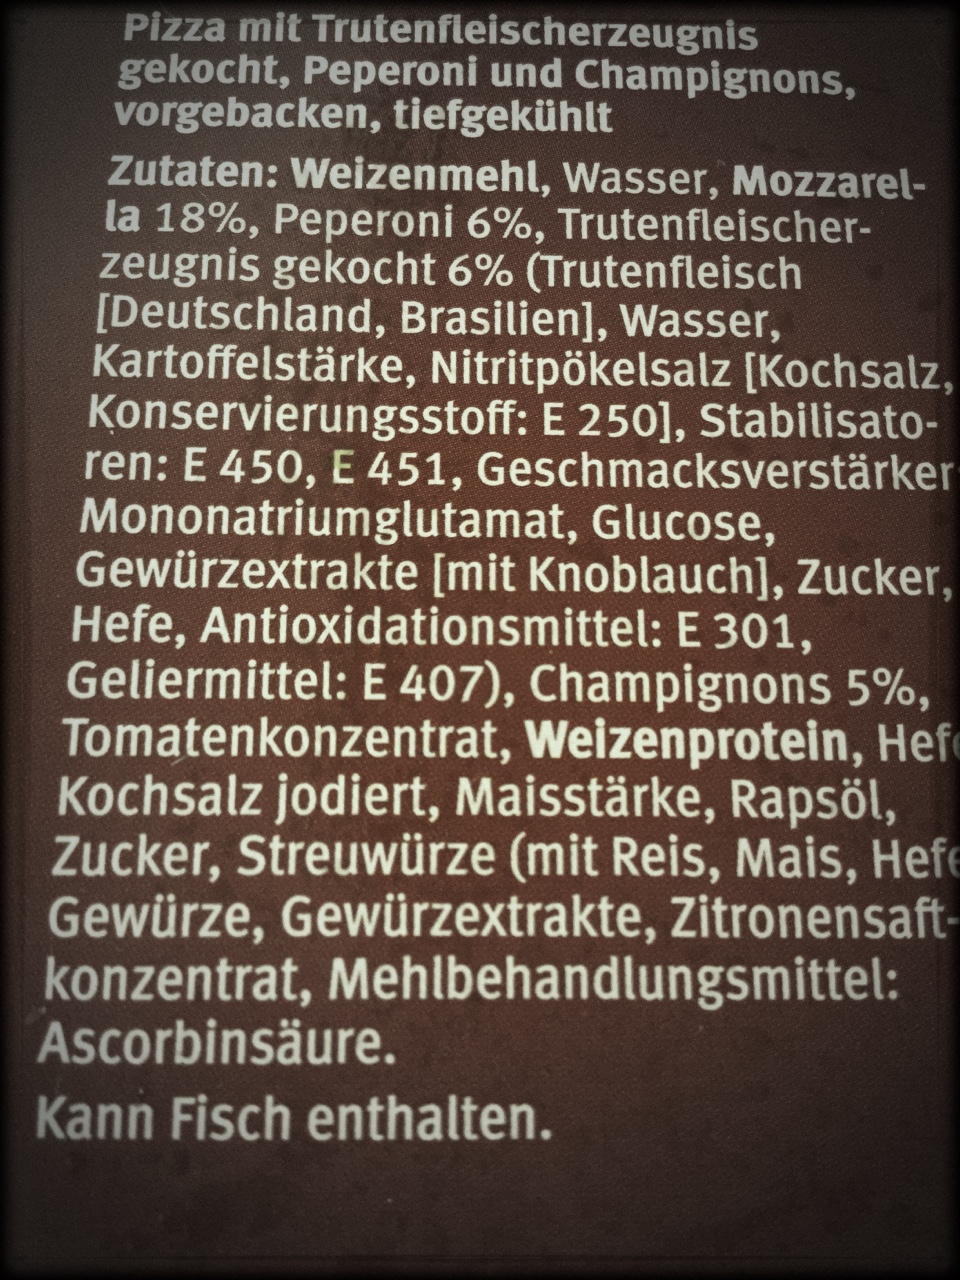 Pizza mit Trutenfleischerzeugnis
gekocht, Peperoni und Champignons,
vorgebacken, tiefgekühlt
Zutaten: Weizenmehl, Wasser, Mozzarel-
la 18%, Peperoni 6%, Trutenfleischer-
zeugnis gekocht 6% (Trutenfleisch
[Deutschland, Brasilien], Wasser,
Kartoffelstärke, Nitritpökelsalz [Kochsalz,
Konservierungsstoff: E 250], Stabilisato-
ren: E 450, E 451, Geschmacksverstärker:
Mononatriumglutamat, Glucose,
Gewürzextrakte [mit Knoblauch], Zucker,
Hefe, Antioxidationsmittel: E 301,
Geliermittel: E 407), Champignons 5%,
Tomatenkonzentrat, Weizenprotein, Hefe
Kochsalz jodiert, Maisstärke, Rapsöl,
Zucker, Streuwürze (mit Reis, Mais, Hefe
Gewürze, Gewürzextrakte, Zitronensaft-
konzentrat, Mehlbehandlungsmittel:
Ascorbinsäure.
Kann Fisch enthalten.